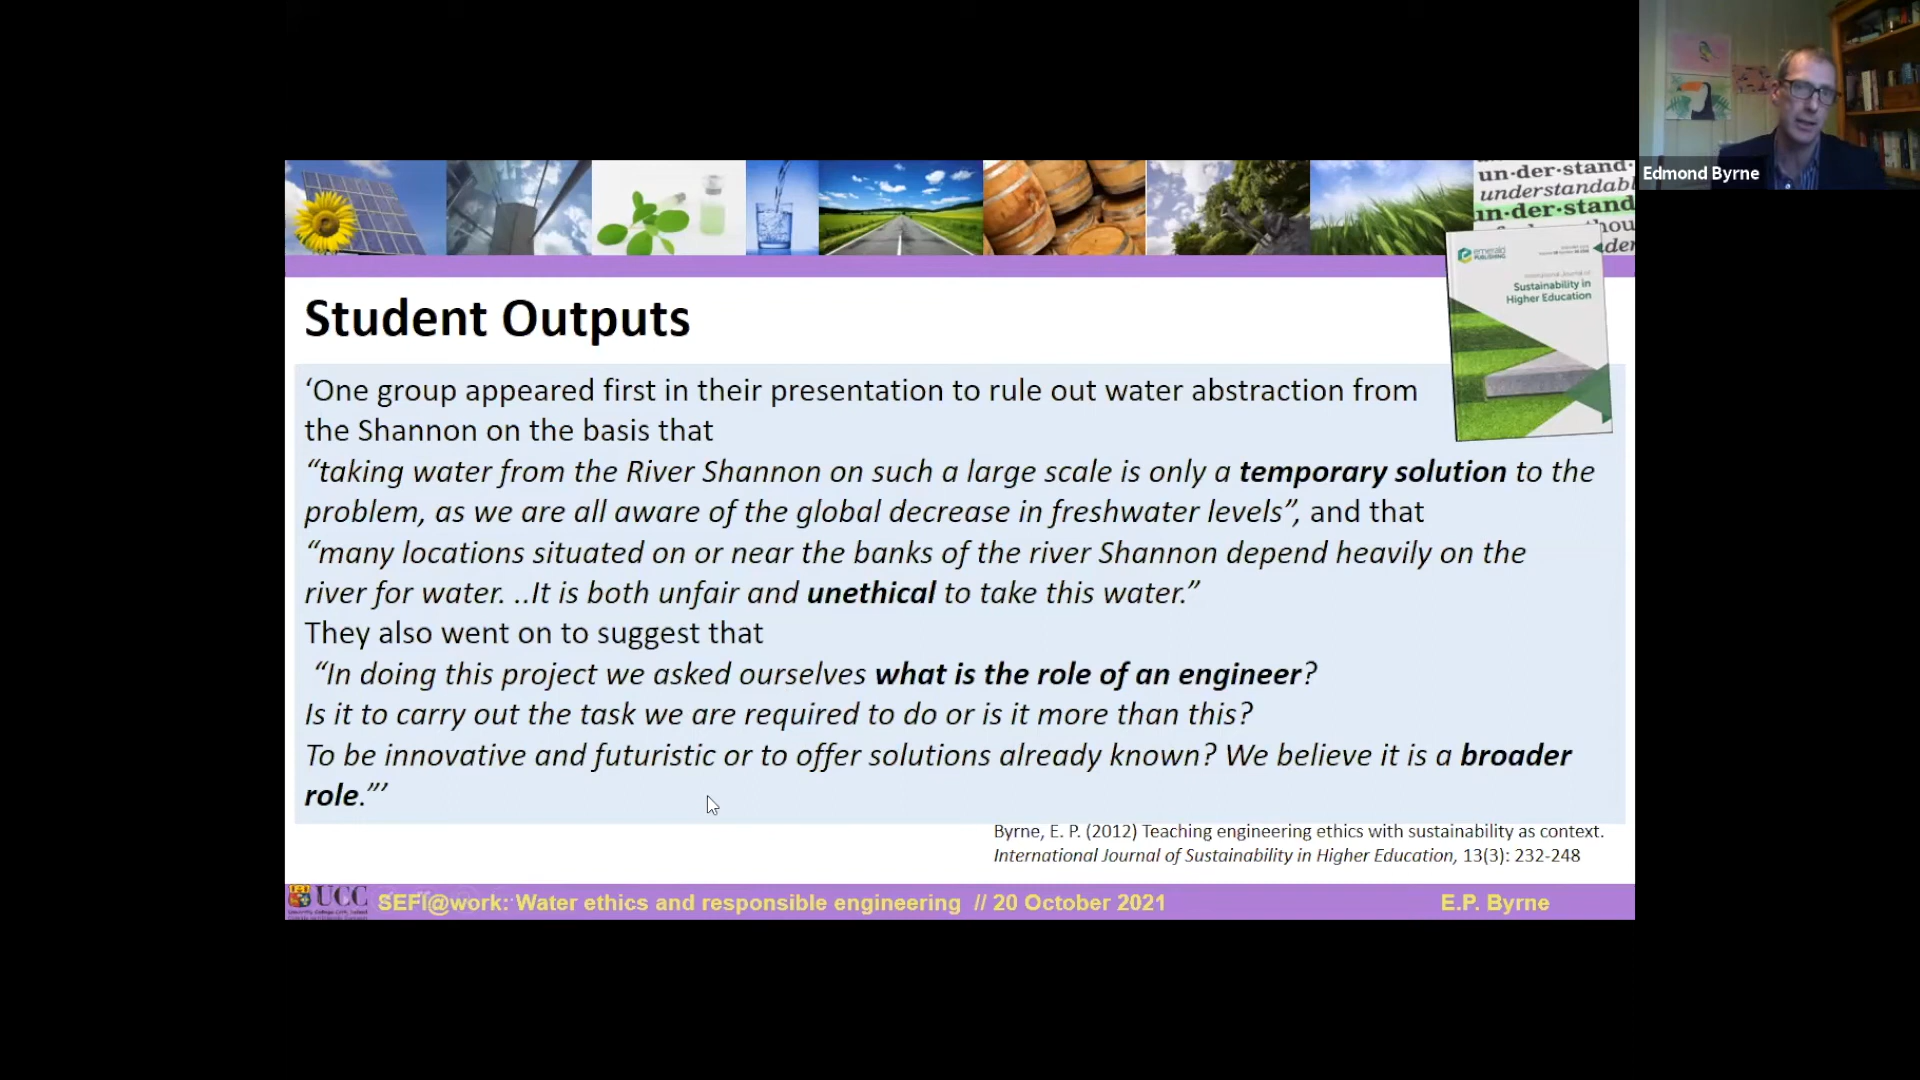 Edmond Byrne
un·der·stand·
understandabl
un·der·stand
emerald
PUBLISHING
International Journal of
Sustainability in
Higher Education
Student Outputs
‘One group appeared first in their presentation to rule out water abstraction from
the Shannon on the basis that
“taking water from the River Shannon on such a large scale is only a temporary solution to the
problem, as we are all aware of the global decrease in freshwater levels”, and that
“many locations situated on or near the banks of the river Shannon depend heavily on the
river for water. ..It is both unfair and unethical to take this water.”
They also went on to suggest that
“In doing this project we asked ourselves what is the role of an engineer?
Is it to carry out the task we are required to do or is it more than this?
To be innovative and futuristic or to offer solutions already known? We believe it is a broader
role.”’
Byrne, E. P. (2012) Teaching engineering ethics with sustainability as context.
International Journal of Sustainability in Higher Education, 13(3): 232-248
UCC
SEFI@work: Water ethics and responsible engineering // 20 October 2021
E.P. Byrne